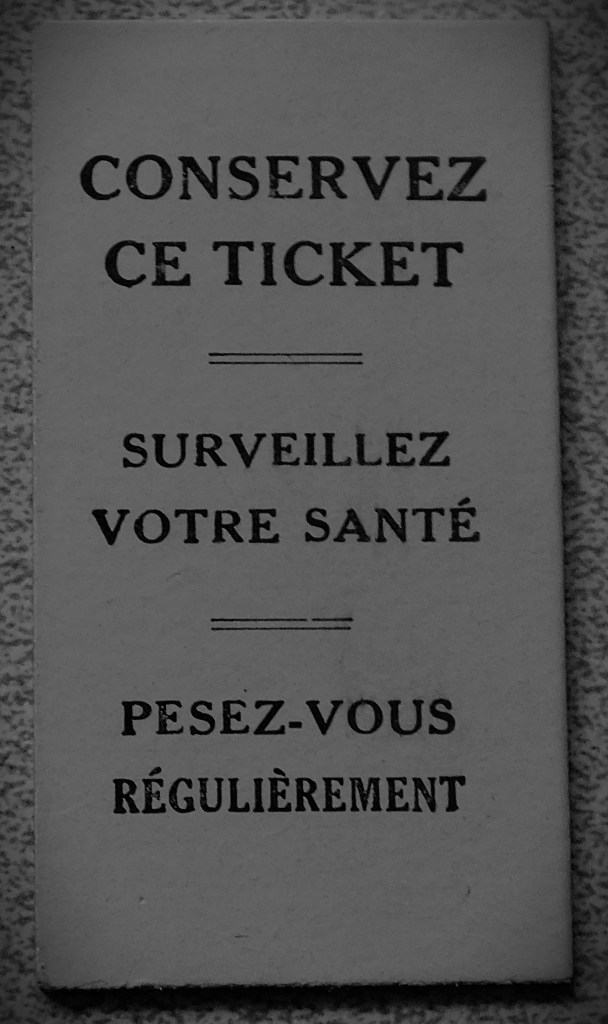 CONSERVEZ
CE TICKET
SURVEILLEZ
VOTRE SANTÉ
PESEZ-VOUS
RÉGULIÈREMENT